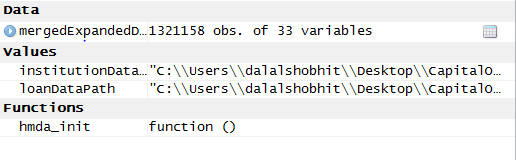 Data
mergedExpandedD… 1321158 obs. of 33 variables
Values
institutionData… "C:\\Users\\dalalshobhit\\Desktop\\CapitalO…
loanDataPath "C:\\Users\\dalalshobhit\\Desktop\\CapitalO…
Functions
hmda_init function ()